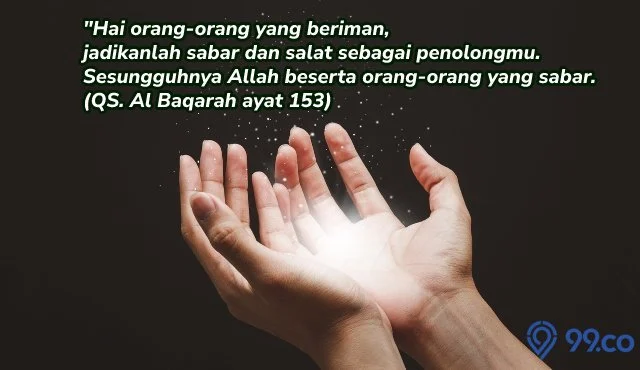 "Hai orang-orang yang beriman,
jadikanlah sabar dan salat sebagai penolongmu.
Sesungguhnya Allah beserta orang-orang yang sabar.
(QS. Al Baqarah ayat 153)
99.co